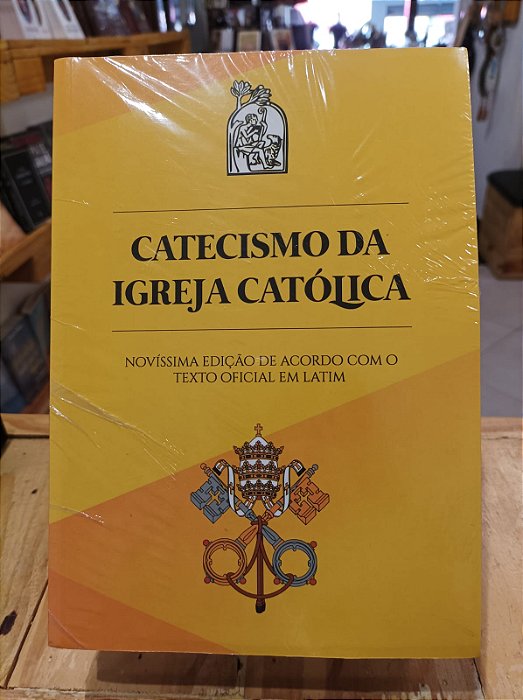 CATECISMO DA
IGREJA CATÓLICA
NOVÍSSIMA EDIÇÃO DE ACORDO COM O
TEXTO OFICIAL EM LATIM